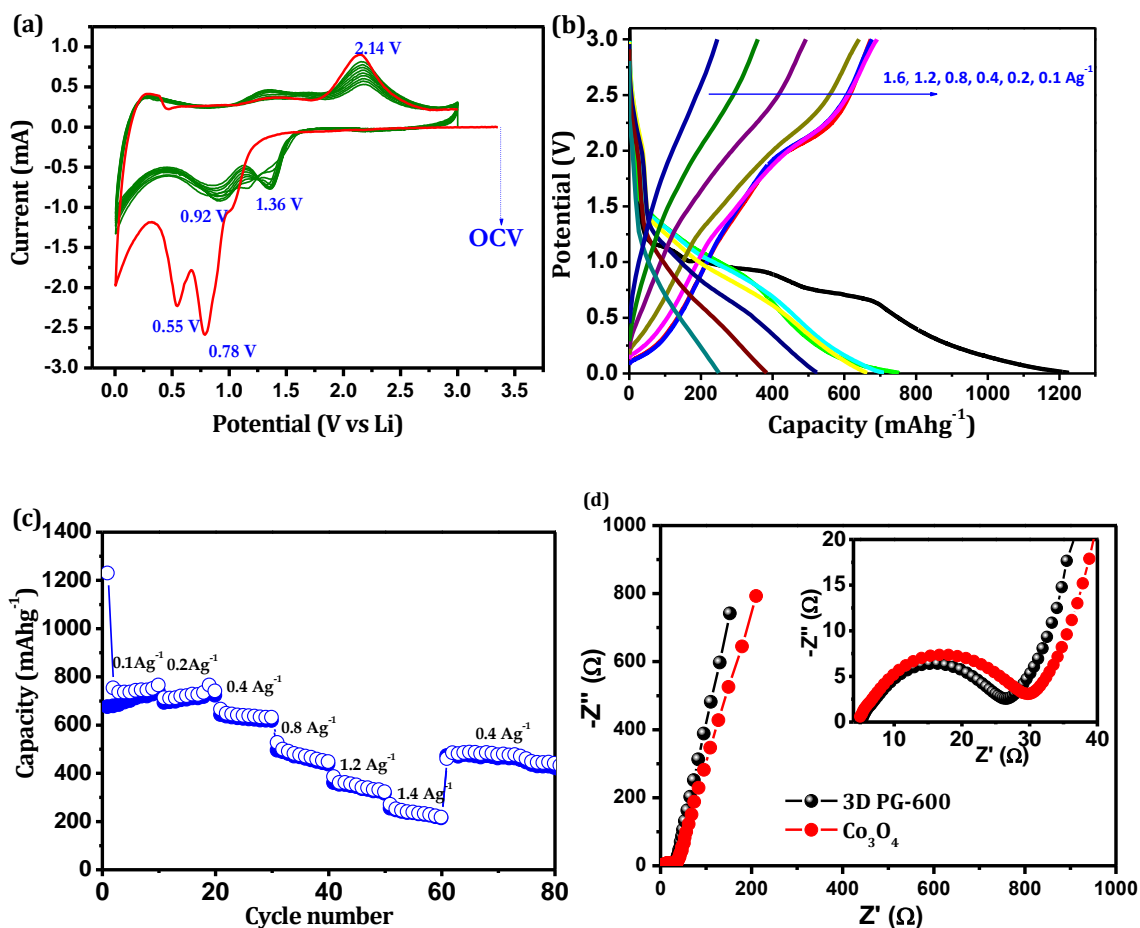 (a)
1.0
0.5
0.0
-0.5
-1.0
-1.5
-2.0
-2.5
-3.0
Current (mA)
2.14 V
0.92 V
1.36 V
OCV
0.55 V
0.78 V
0.0 0.5 1.0 1.5 2.0 2.5 3.0 3.5
Potential (V vs Li)
(b)
3.0
2.5
2.0
1.5
1.0
0.5
0.0
Potential (V)
1.6, 1.2, 0.8, 0.4, 0.2, 0.1 Ag⁻¹
0 200 400 600 800 1000 1200
Capacity (mAhg⁻¹)
(c)
1400
1200
1000
800
600
400
200
0
Capacity (mAhg⁻¹)
0.1Ag⁻¹
0.2Ag⁻¹
0.4 Ag⁻¹
0.8 Ag⁻¹
1.2 Ag⁻¹
1.4 Ag⁻¹
0.4 Ag⁻¹
0 20 40 60 80
Cycle number
(d)
1000
800
600
400
200
0
-Z'' (Ω)
20
15
10
5
0
-Z'' (Ω)
10 20 30 40
Z' (Ω)
3D PG-600
Co₃O₄
0 200 400 600 800 1000
Z' (Ω)